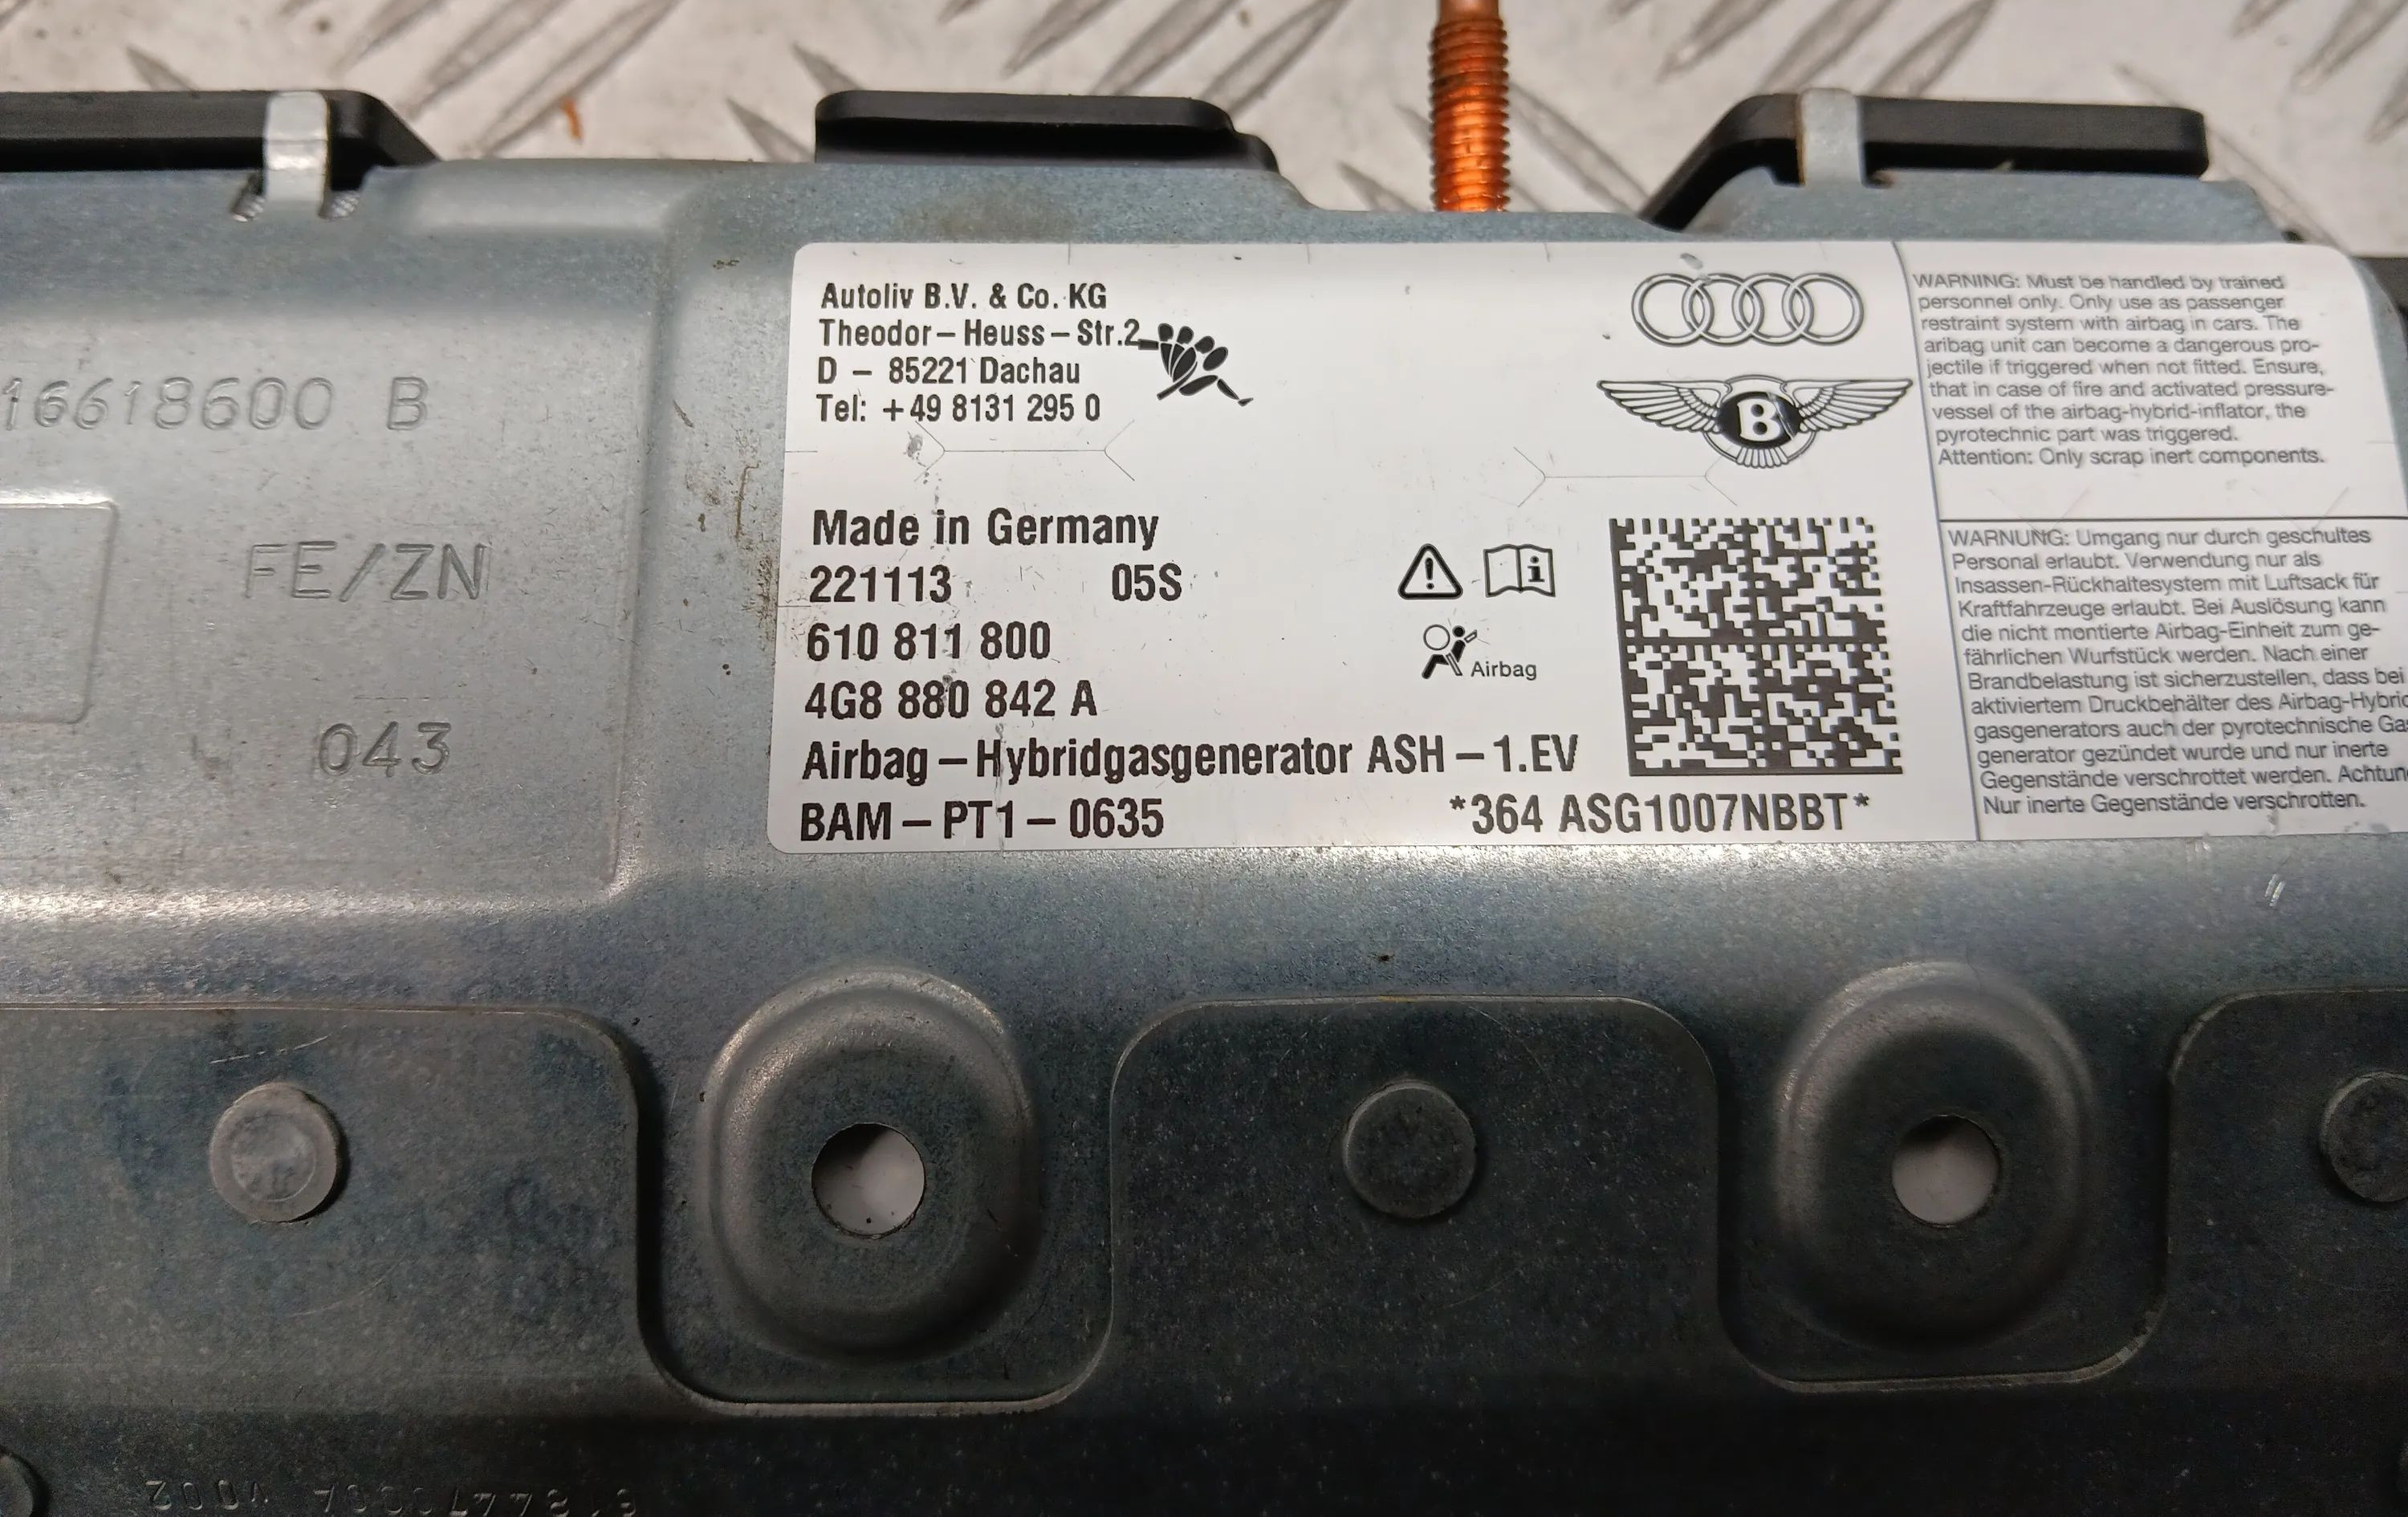 16618600 B
FE/ZN
043
Autoliv B.V. & Co. KG
Theodor – Heuss – Str.2
D – 85221 Dachau
Tel: +49 8131 295 0
B
Made in Germany
221113 05S
610 811 800
4G8 880 842 A
Airbag – Hybridgasgenerator ASH – 1.EV
BAM – PT1 – 0635
*364 ASG1007NBBT*
Airbag
WARNING: Must be handled by trained
personnel only. Only use as passenger
restraint system with airbag in cars. The
aribag unit can become a dangerous pro-
jectile if triggered when not fitted. Ensure,
that in case of fire and activated pressure-
vessel of the airbag-hybrid-inflator, the
pyrotechnic part was triggered.
Attention: Only scrap inert components.
WARNUNG: Umgang nur durch geschultes
Personal erlaubt. Verwendung nur als
Insassen-Rückhaltesystem mit Luftsack für
Kraftfahrzeuge erlaubt. Bei Auslösung kann
die nicht montierte Airbag-Einheit zum ge-
fährlichen Wurfstück werden. Nach einer
Brandbelastung ist sicherzustellen, dass bei
aktiviertem Druckbehälter des Airbag-Hybrid
gasgenerators auch der pyrotechnische Gas
generator gezündet wurde und nur inerte
Gegenstände verschrottet werden. Achtun
Nur inerte Gegenstände verschrotten.